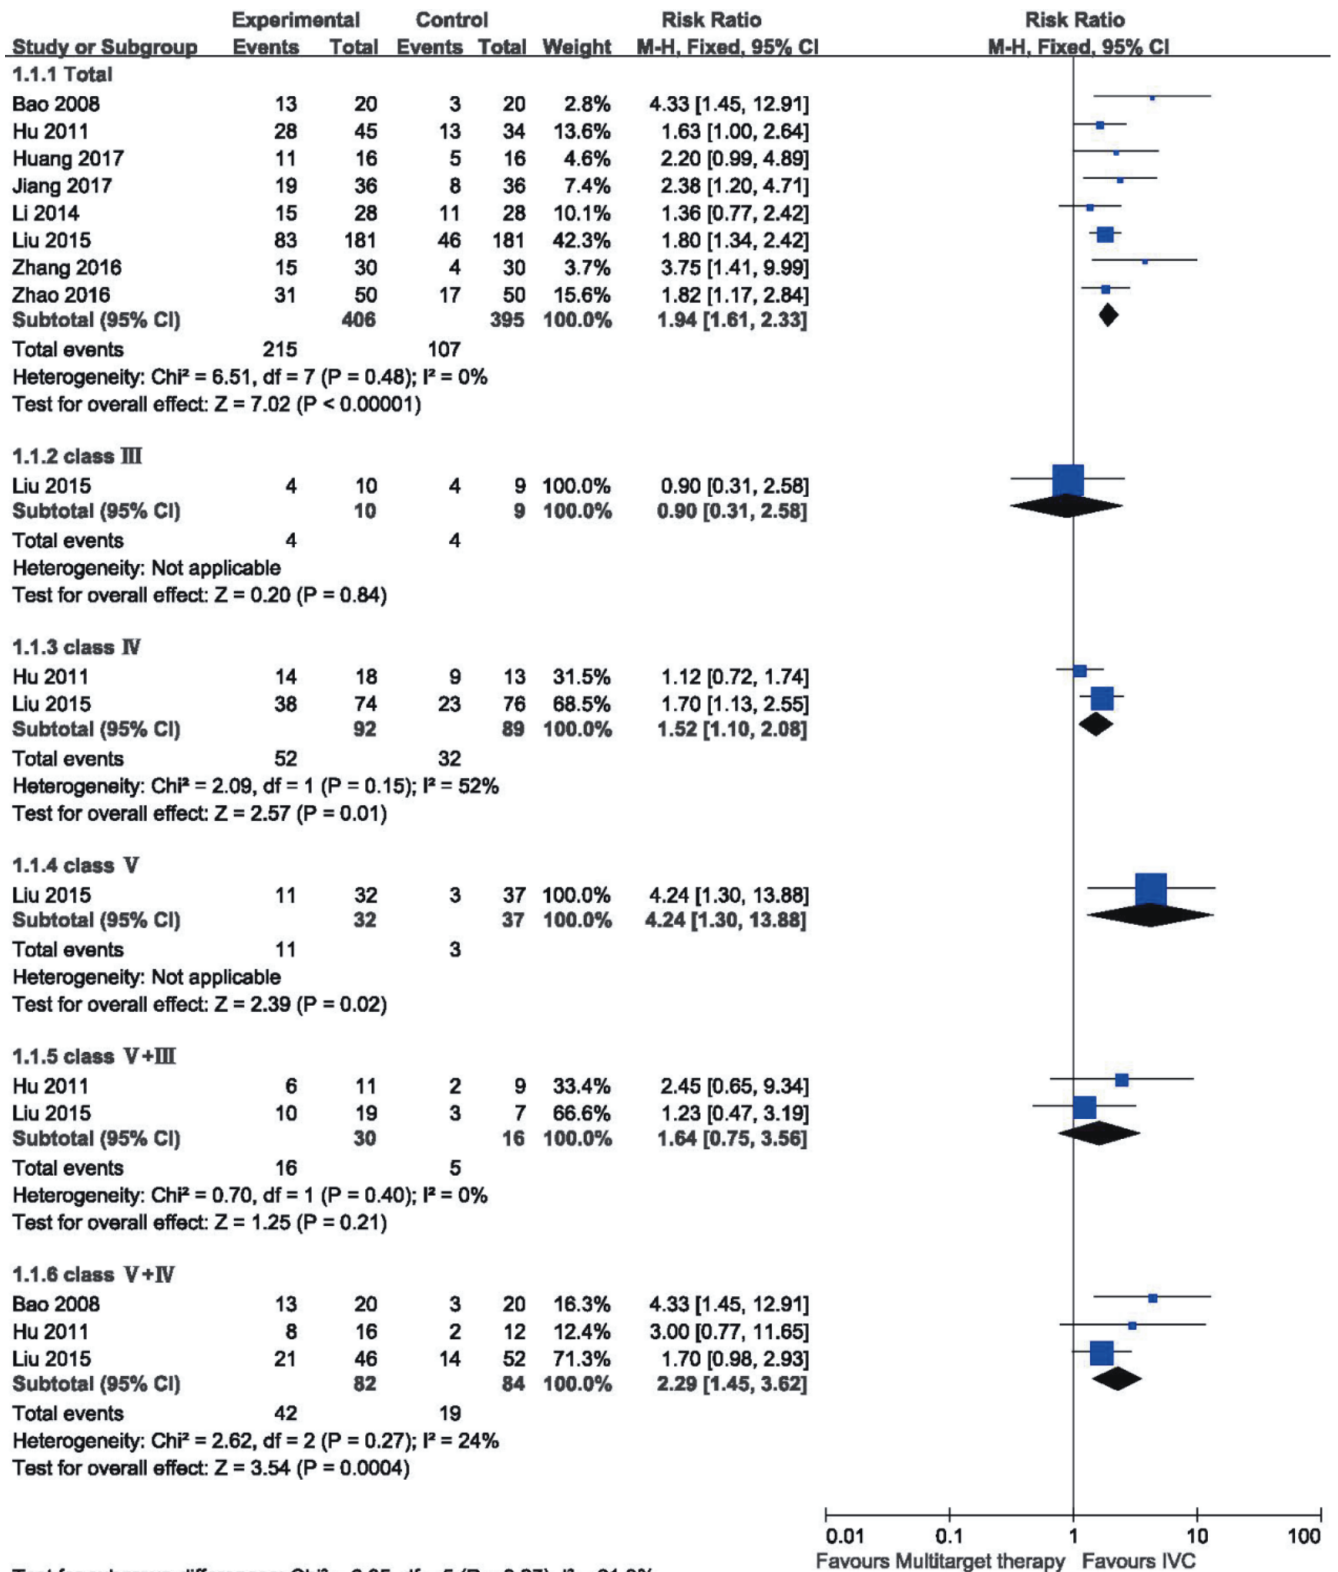 Experimental Control Risk Ratio Risk Ratio
Study or Subgroup Events Total Events Total Weight M-H, Fixed, 95% CI M-H, Fixed, 95% CI
1.1.1 Total
Bao 2008 13 20 3 20 2.8% 4.33 [1.45, 12.91]
Hu 2011 28 45 13 34 13.6% 1.63 [1.00, 2.64]
Huang 2017 11 16 5 16 4.6% 2.20 [0.99, 4.89]
Jiang 2017 19 36 8 36 7.4% 2.38 [1.20, 4.71]
Li 2014 15 28 11 28 10.1% 1.36 [0.77, 2.42]
Liu 2015 83 181 46 181 42.3% 1.80 [1.34, 2.42]
Zhang 2016 15 30 4 30 3.7% 3.75 [1.41, 9.99]
Zhao 2016 31 50 17 50 15.6% 1.82 [1.17, 2.84]
Subtotal (95% CI) 406 395 100.0% 1.94 [1.61, 2.33]
Total events 215 107
Heterogeneity: Chi² = 6.51, df = 7 (P = 0.48); I² = 0%
Test for overall effect: Z = 7.02 (P < 0.00001)
1.1.2 class Ⅲ
Liu 2015 4 10 4 9 100.0% 0.90 [0.31, 2.58]
Subtotal (95% CI) 10 9 100.0% 0.90 [0.31, 2.58]
Total events 4 4
Heterogeneity: Not applicable
Test for overall effect: Z = 0.20 (P = 0.84)
1.1.3 class Ⅳ
Hu 2011 14 18 9 13 31.5% 1.12 [0.72, 1.74]
Liu 2015 38 74 23 76 68.5% 1.70 [1.13, 2.55]
Subtotal (95% CI) 92 89 100.0% 1.52 [1.10, 2.08]
Total events 52 32
Heterogeneity: Chi² = 2.09, df = 1 (P = 0.15); I² = 52%
Test for overall effect: Z = 2.57 (P = 0.01)
1.1.4 class Ⅴ
Liu 2015 11 32 3 37 100.0% 4.24 [1.30, 13.88]
Subtotal (95% CI) 32 37 100.0% 4.24 [1.30, 13.88]
Total events 11 3
Heterogeneity: Not applicable
Test for overall effect: Z = 2.39 (P = 0.02)
1.1.5 class Ⅴ+Ⅲ
Hu 2011 6 11 2 9 33.4% 2.45 [0.65, 9.34]
Liu 2015 10 19 3 7 66.6% 1.23 [0.47, 3.19]
Subtotal (95% CI) 30 16 100.0% 1.64 [0.75, 3.56]
Total events 16 5
Heterogeneity: Chi² = 0.70, df = 1 (P = 0.40); I² = 0%
Test for overall effect: Z = 1.25 (P = 0.21)
1.1.6 class Ⅴ+Ⅳ
Bao 2008 13 20 3 20 16.3% 4.33 [1.45, 12.91]
Hu 2011 8 16 2 12 12.4% 3.00 [0.77, 11.65]
Liu 2015 21 46 14 52 71.3% 1.70 [0.98, 2.93]
Subtotal (95% CI) 82 84 100.0% 2.29 [1.45, 3.62]
Total events 42 19
Heterogeneity: Chi² = 2.62, df = 2 (P = 0.27); I² = 24%
Test for overall effect: Z = 3.54 (P = 0.0004)
0.01 0.1 1 10 100
Favours Multitarget therapy Favours IVC